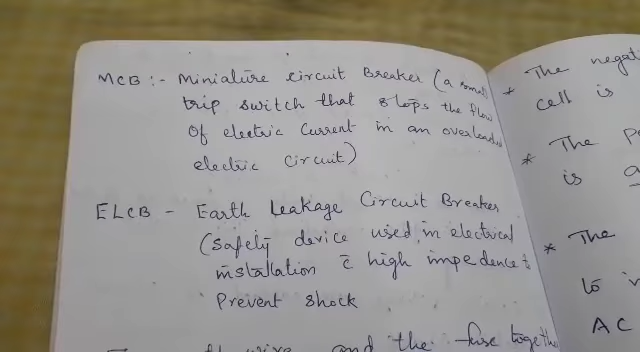 MCB :- Miniature circuit Breaker (a small
trip switch that stops the flow
of electric current in an overloaded
electric circuit)
ELCB - Earth Leakage Circuit Breaker
(safety device used in electrical
installation c̄ high impedence to
Prevent shock
and the fuse together
* The negat
cell is
* The
is
* The
to
AC